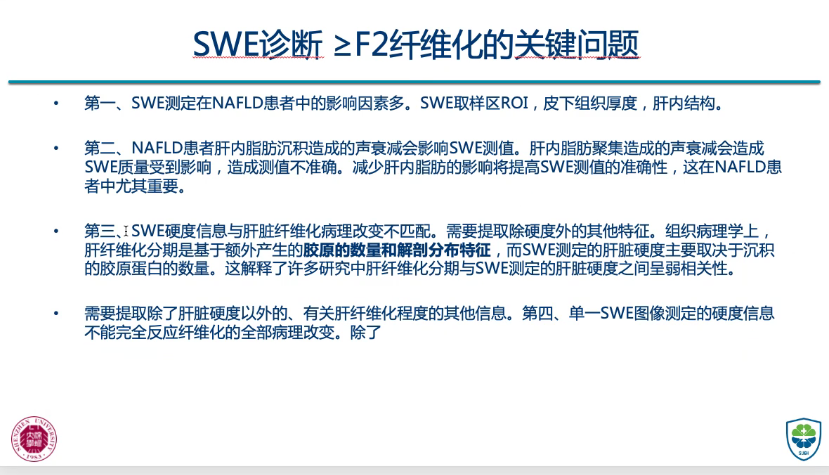 SWE诊断 ≥F2纤维化的关键问题
• 第一、SWE测定在NAFLD患者中的影响因素多。SWE取样区ROI，皮下组织厚度，肝内结构。
• 第二、NAFLD患者肝内脂肪沉积造成的声衰减会影响SWE测值。肝内脂肪聚集造成的声衰减会造成
SWE质量受到影响，造成测值不准确。减少肝内脂肪的影响将提高SWE测值的准确性，这在NAFLD患
者中尤其重要。
• 第三、SWE硬度信息与肝脏纤维化病理改变不匹配。需要提取除硬度外的其他特征。组织病理学上，
肝纤维化分期是基于额外产生的胶原的数量和解剖分布特征，而SWE测定的肝脏硬度主要取决于沉积
的胶原蛋白的数量。这解释了许多研究中肝纤维化分期与SWE测定的肝脏硬度之间呈弱相关性。
• 需要提取除了肝脏硬度以外的、有关肝纤维化程度的其他信息。第四、单一SWE图像测定的硬度信息
不能完全反应纤维化的全部病理改变。除了
SHENZHEN UNIVERSITY
1983